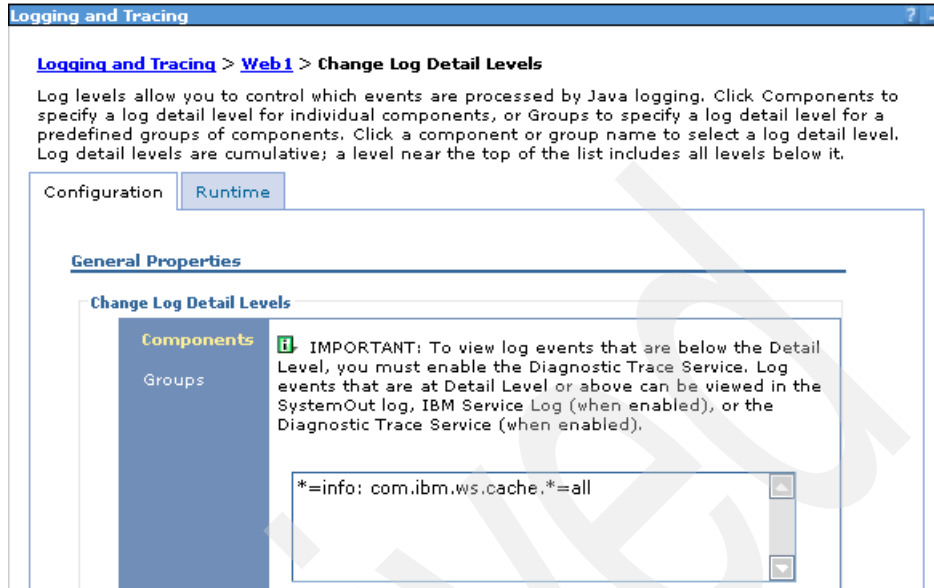 Logging and Tracing ? -
Logging and Tracing > Web1 > Change Log Detail Levels
Log levels allow you to control which events are processed by Java logging. Click Components to
specify a log detail level for individual components, or Groups to specify a log detail level for a
predefined groups of components. Click a component or group name to select a log detail level.
Log detail levels are cumulative; a level near the top of the list includes all levels below it.
Configuration Runtime
General Properties
Change Log Detail Levels
Components
Groups
IMPORTANT: To view log events that are below the Detail
Level, you must enable the Diagnostic Trace Service. Log
events that are at Detail Level or above can be viewed in the
SystemOut log, IBM Service Log (when enabled), or the
Diagnostic Trace Service (when enabled).
*=info: com.ibm.ws.cache.*=all